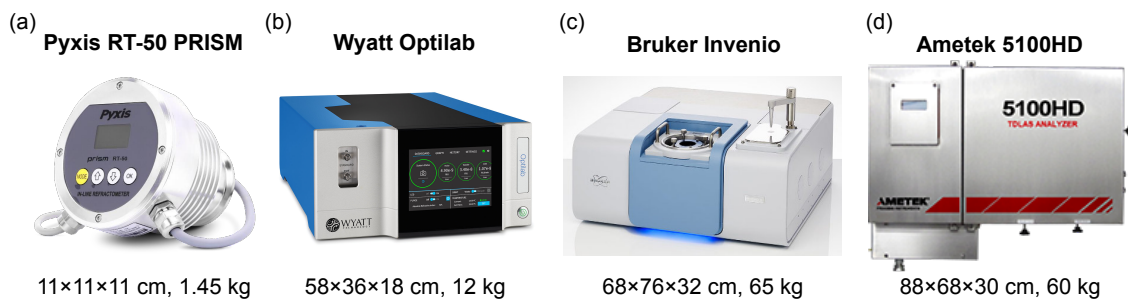 (a)
Pyxis RT-50 PRISM
Pyxis
prism RT-50
MODE
OK
IN-LINE REFRACTOMETER
11×11×11 cm, 1.45 kg
(b)
Wyatt Optilab
Optilab
WYATT
58×36×18 cm, 12 kg
(c)
Bruker Invenio
68×76×32 cm, 65 kg
(d)
Ametek 5100HD
5100HD
TDLAS ANALYZER
AMETEK
88×68×30 cm, 60 kg